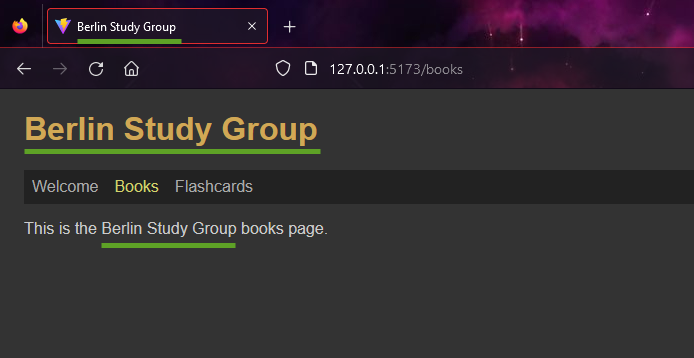 Berlin Study Group
127.0.0.1:5173/books
Berlin Study Group
Welcome Books Flashcards
This is the Berlin Study Group books page.